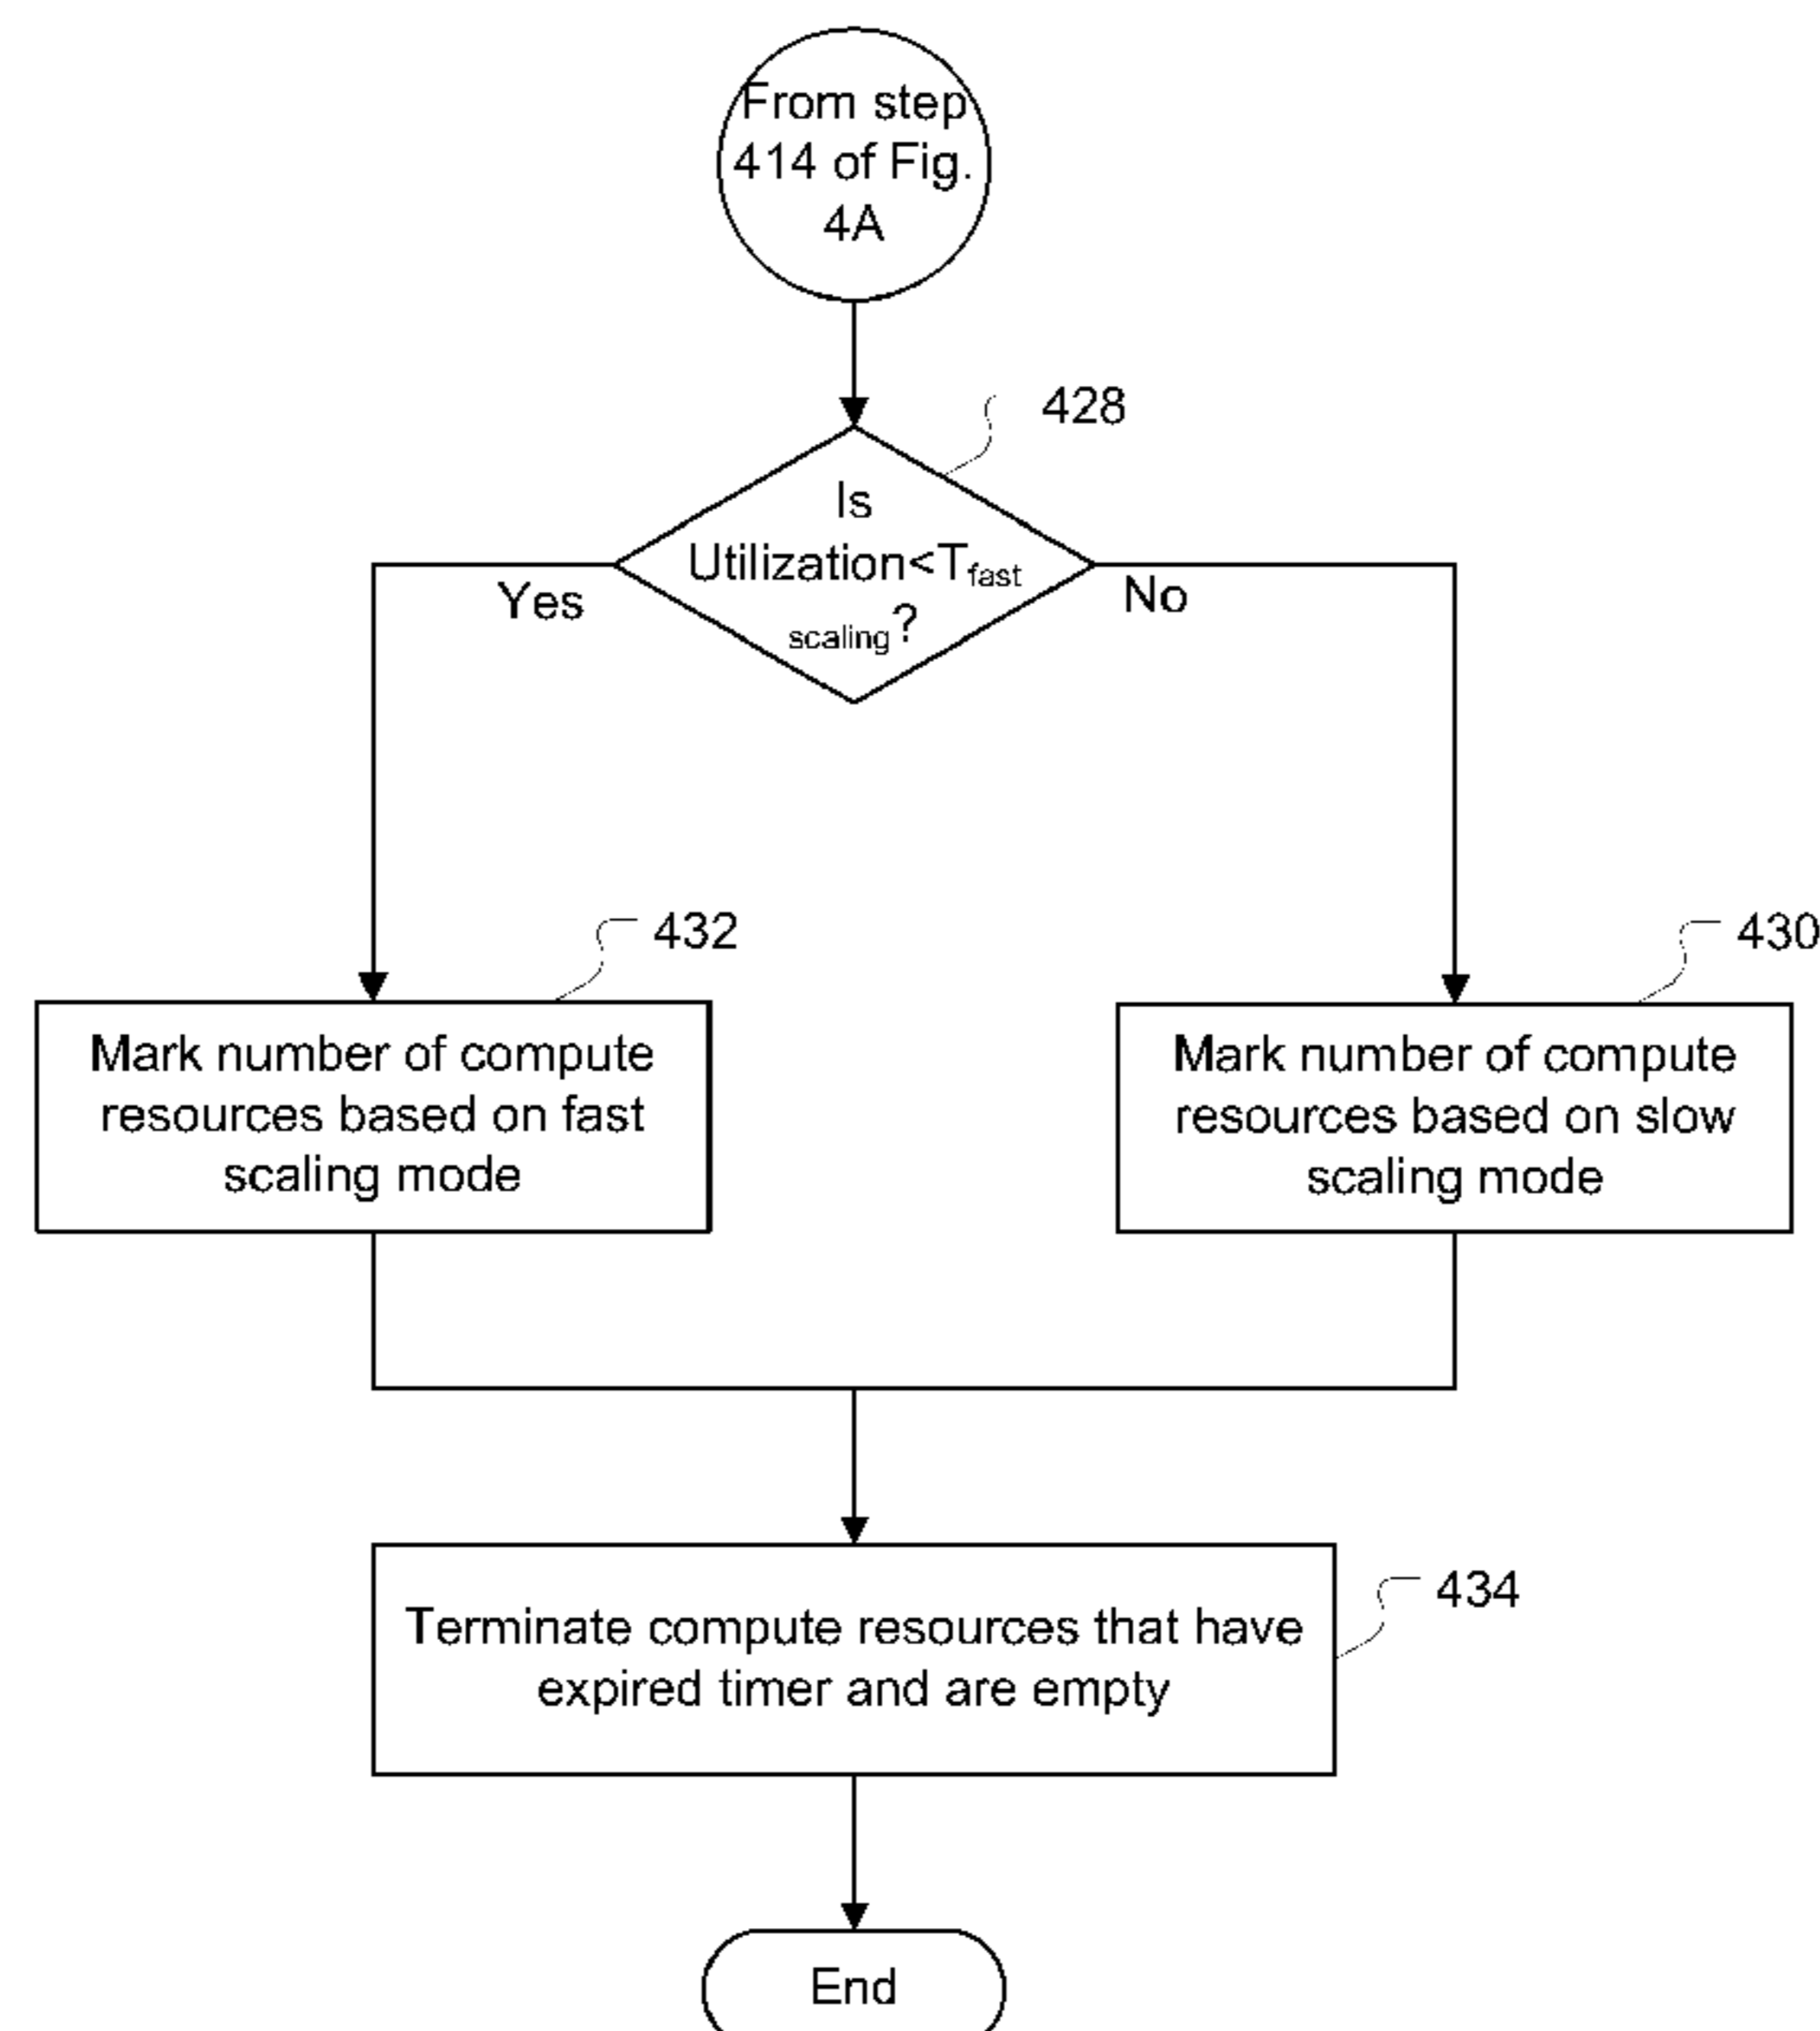 From step
414 of Fig.
4A
428
Is
Utilization<Tfast
scaling?
Yes
No
432
430
Mark number of compute
resources based on fast
scaling mode
Mark number of compute
resources based on slow
scaling mode
434
Terminate compute resources that have
expired timer and are empty
End